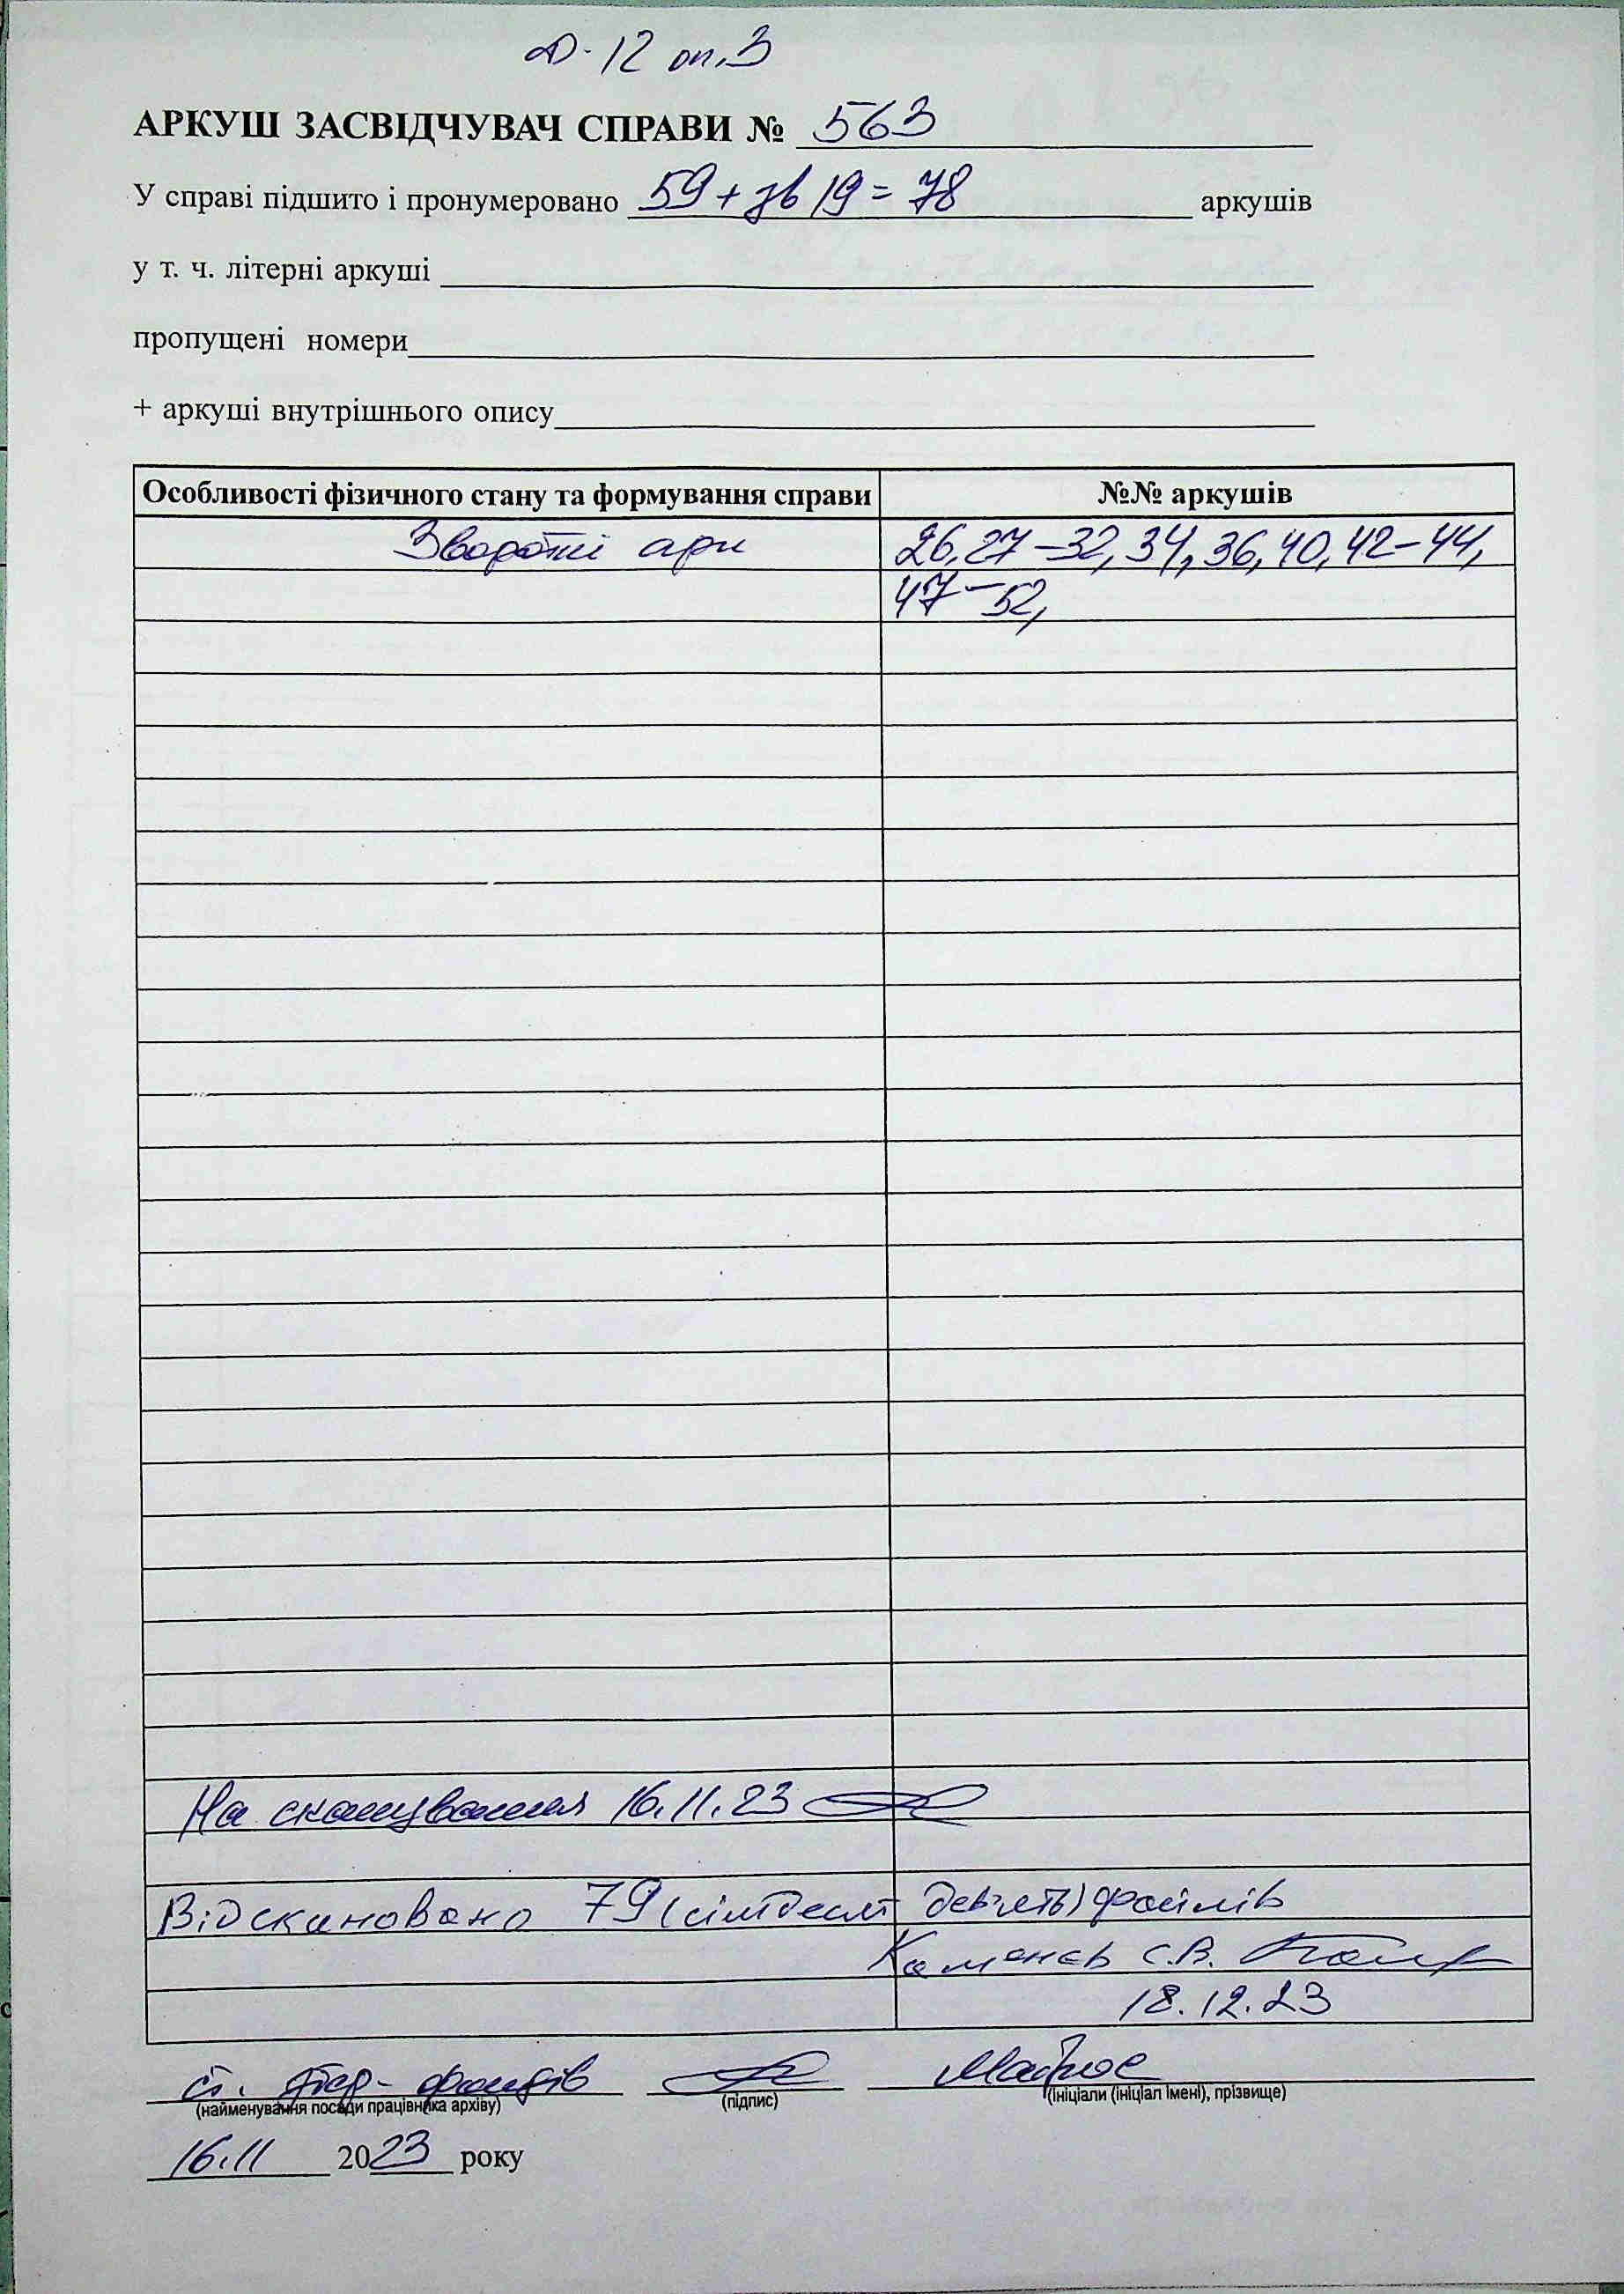 Ф. 12 оп. 3
АРКУШ ЗАСВІДЧУВАЧ СПРАВИ № 563
У справі підшито і пронумеровано 59 + зв 19 = 78 аркушів
у т. ч. літерні аркуші
пропущені номери
+ аркуші внутрішнього опису
Особливості фізичного стану та формування справи №№ аркушів
Зворотні арк 26, 27-32, 34, 36, 40, 42-44,
47-52,
На сканування 16.11.23
Відскановано 79 (сімдесят девʼять) файлів
Каменєв С.В.
18.12.23
фондів
(найменування посади працівника архіву) (підпис) (ініціали (ініціал імені), прізвище)
16.11 2023 року